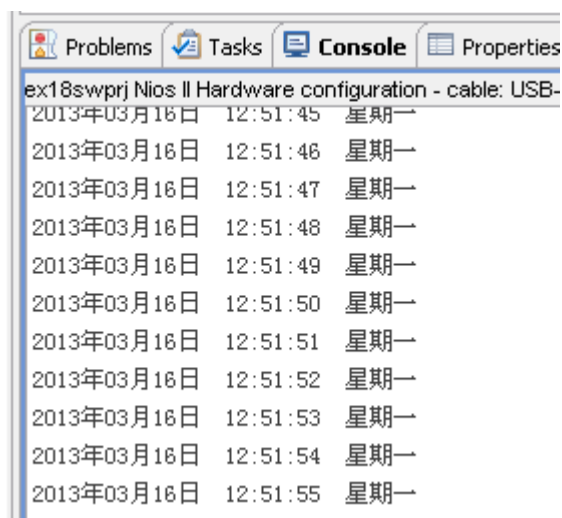 Problems Tasks Console Properties
ex18swprj Nios II Hardware configuration - cable: USB-
2013年03月16日 12:51:45 星期一
2013年03月16日 12:51:46 星期一
2013年03月16日 12:51:47 星期一
2013年03月16日 12:51:48 星期一
2013年03月16日 12:51:49 星期一
2013年03月16日 12:51:50 星期一
2013年03月16日 12:51:51 星期一
2013年03月16日 12:51:52 星期一
2013年03月16日 12:51:53 星期一
2013年03月16日 12:51:54 星期一
2013年03月16日 12:51:55 星期一